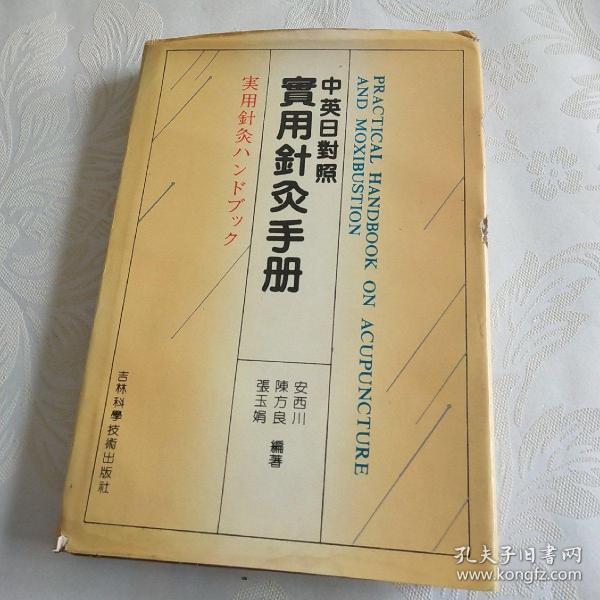 PRACTICAL HANDBOOK ON ACUPUNCTURE
AND MOXIBUSTION
中英日對照
實用針灸手册
実用針灸ハンドブック
安西川
陳方良
張玉娟
編著
吉林科學技術出版社
孔夫子旧书网
www.kongfz.com